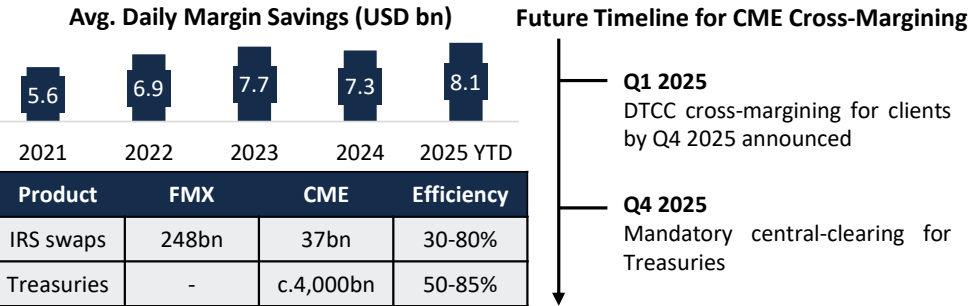 Avg. Daily Margin Savings (USD bn)
5.6 6.9 7.7 7.3 8.1
2021 2022 2023 2024 2025 YTD
Product FMX CME Efficiency
IRS swaps 248bn 37bn 30-80%
Treasuries - c.4,000bn 50-85%
Future Timeline for CME Cross-Margining
Q1 2025
DTCC cross-margining for clients
by Q4 2025 announced
Q4 2025
Mandatory central-clearing for
Treasuries